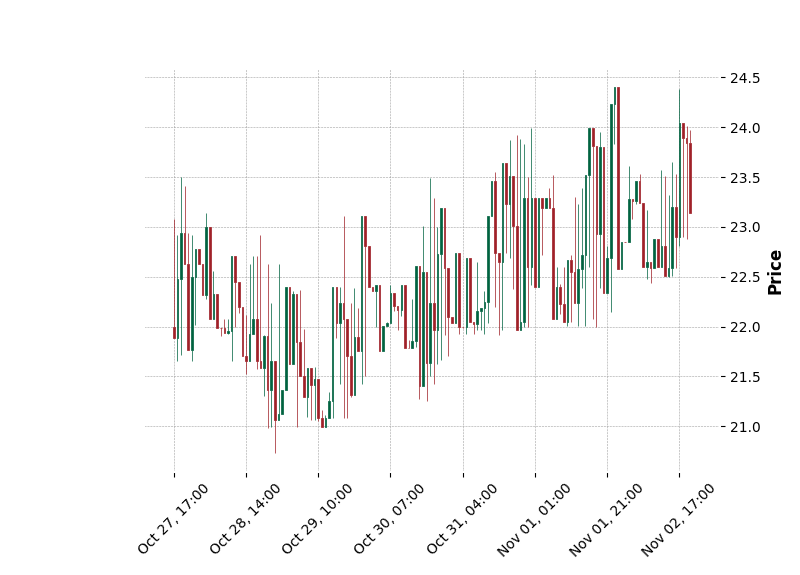 24.5
24.0
23.5
23.0
22.5
22.0
21.5
21.0
Price
Oct 27, 17:00
Oct 28, 14:00
Oct 29, 10:00
Oct 30, 07:00
Oct 31, 04:00
Nov 01, 01:00
Nov 01, 21:00
Nov 02, 17:00